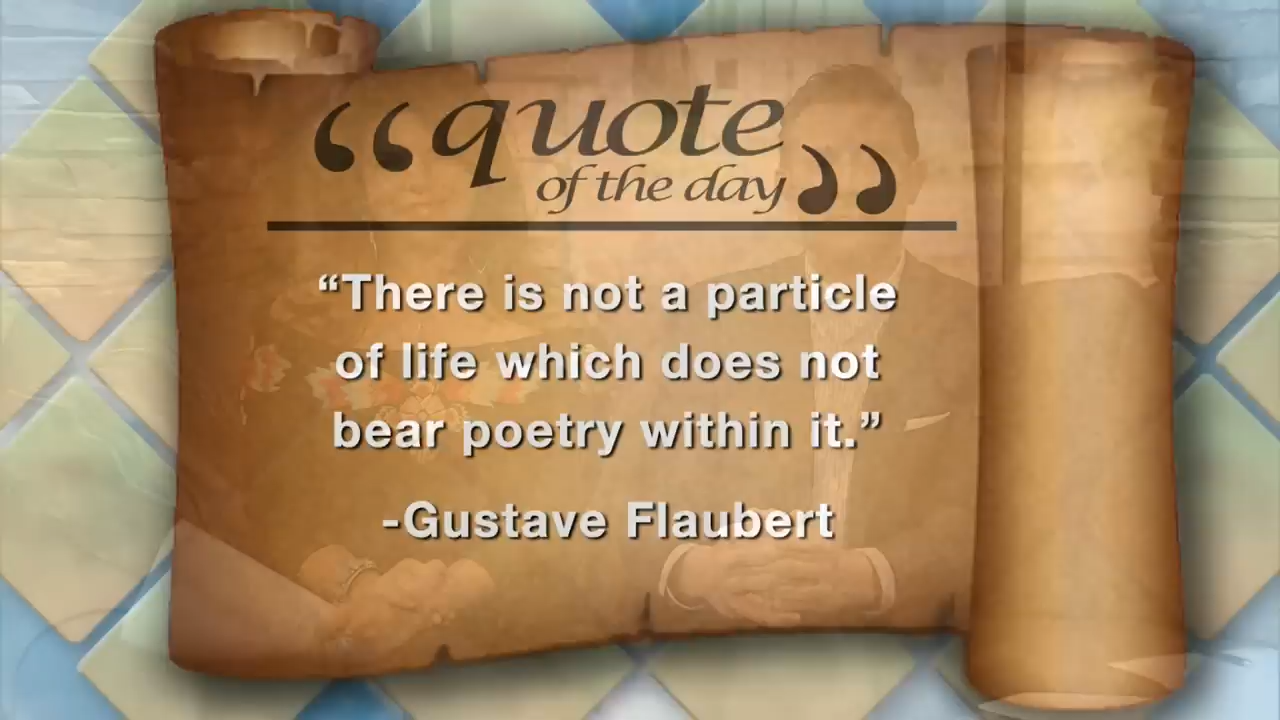 “quote
of the day”
“There is not a particle
of life which does not
bear poetry within it.”
-Gustave Flaubert